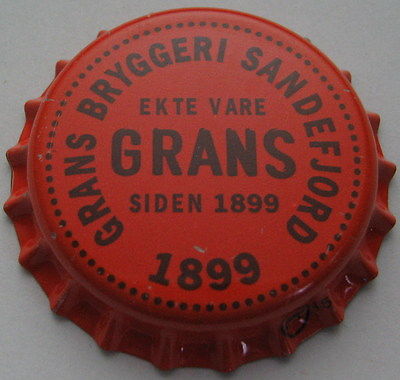 GRANS BRYGGERI SANDEFJORD
EKTE VARE
GRANS
SIDEN 1899
1899